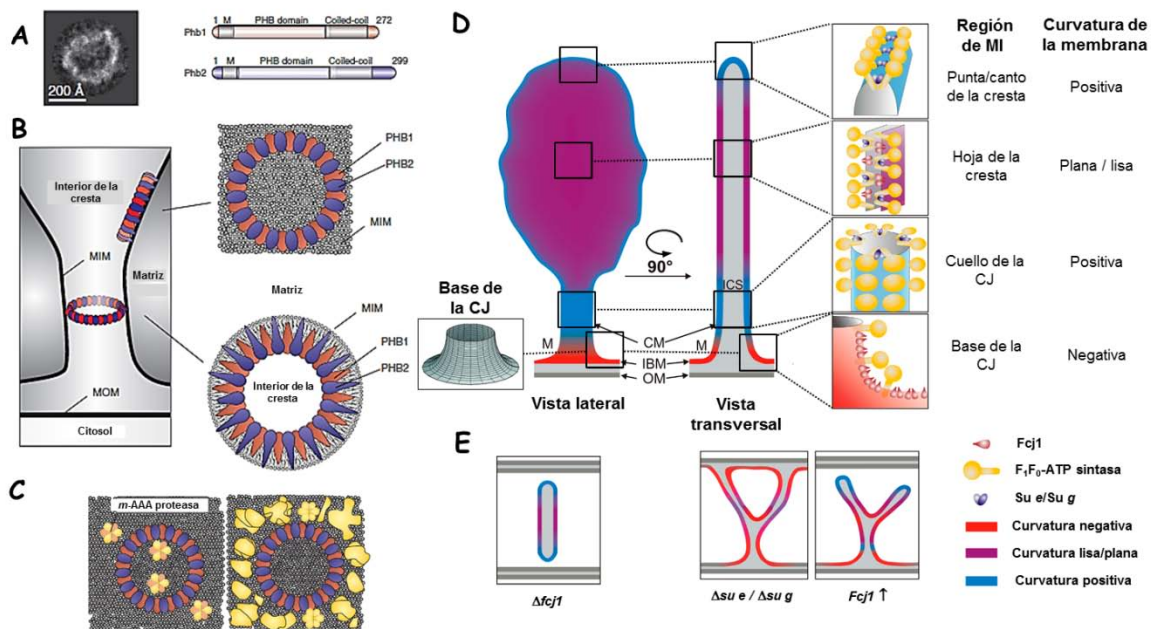 A
200 Å
1 M PHB domain Coiled-coil 272
Phb1
1 M PHB domain Coiled-coil 299
Phb2
B
Interior de la
cresta
MIM
Matriz
MOM
Citosol
PHB1
PHB2
MIM
Matriz
MIM
PHB1
PHB2
Interior de la
cresta
C
m-AAA proteasa
D
90°
ICS
Base de
la CJ
M
CM
M
IBM
OM
Vista lateral
Vista
transversal
Región
de MI
Curvatura de
la membrana
Punta/canto
de la cresta
Positiva
Hoja de la
cresta
Plana / lisa
Cuello de la
CJ
Positiva
Base de la
CJ
Negativa
E
Δfcj1
Δsu e / Δsu g
Fcj1 ↑
Fcj1
F₁F₀-ATP sintasa
Su e/Su g
Curvatura negativa
Curvatura lisa/plana
Curvatura positiva